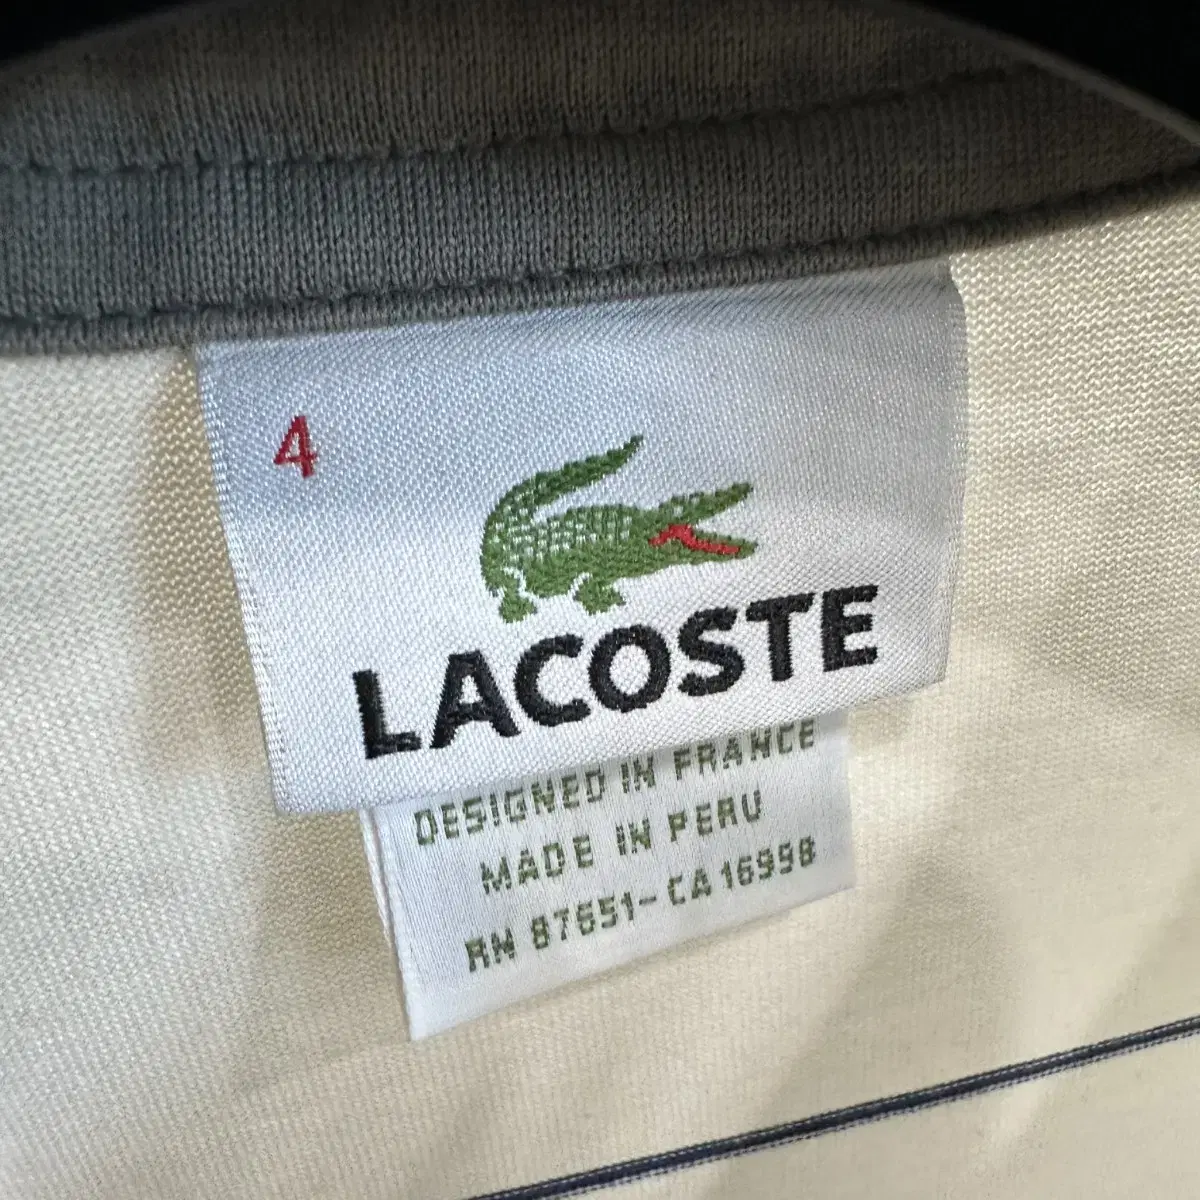 4
LACOSTE
DESIGNED IN FRANCE
MADE IN PERU
RN 87651-CA 16998